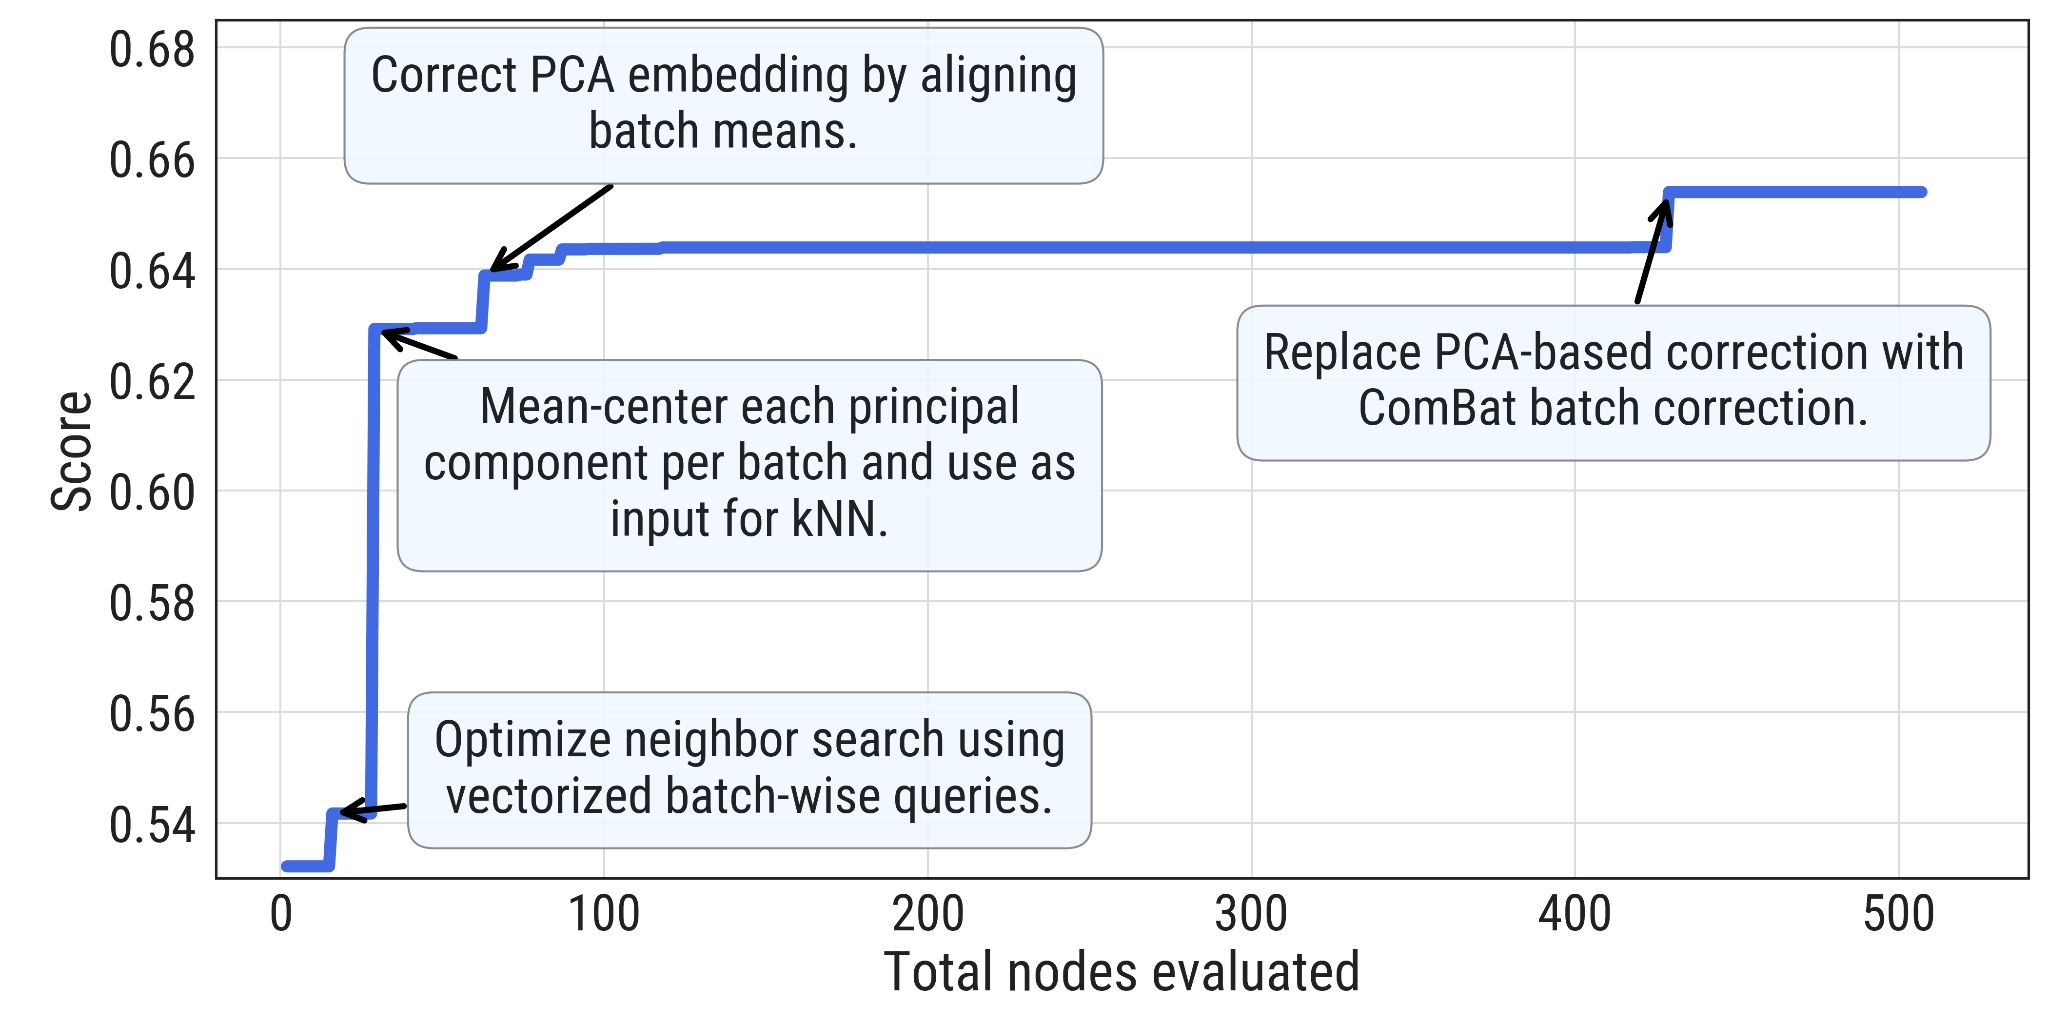 0.68
0.66
0.64
0.62
0.60
0.58
0.56
0.54
Score
Correct PCA embedding by aligning
batch means.
Mean-center each principal
component per batch and use as
input for kNN.
Optimize neighbor search using
vectorized batch-wise queries.
Replace PCA-based correction with
ComBat batch correction.
0 100 200 300 400 500
Total nodes evaluated